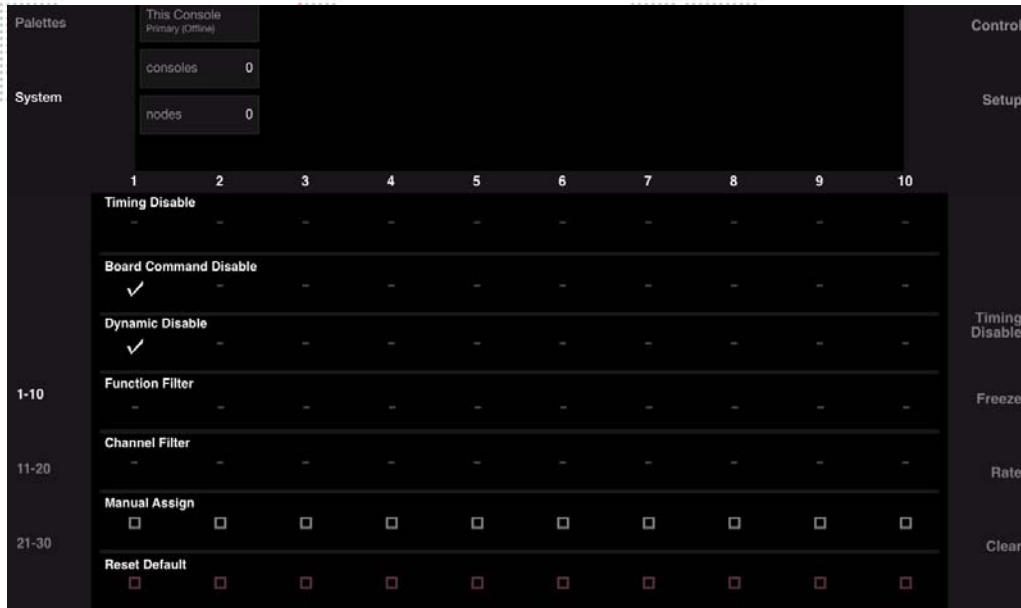 Palettes
This Console
Primary (Offline)
Control
consoles 0
System
Setup
nodes 0
1 2 3 4 5 6 7 8 9 10
Timing Disable
- - - - - - - - - -
Board Command Disable
✓ - - - - - - - - -
Dynamic Disable
✓ - - - - - - - - -
Timing
Disable
Function Filter
- - - - - - - - - -
1-10
Freeze
Channel Filter
- - - - - - - - - -
11-20
Rate
Manual Assign
21-30
Clear
Reset Default